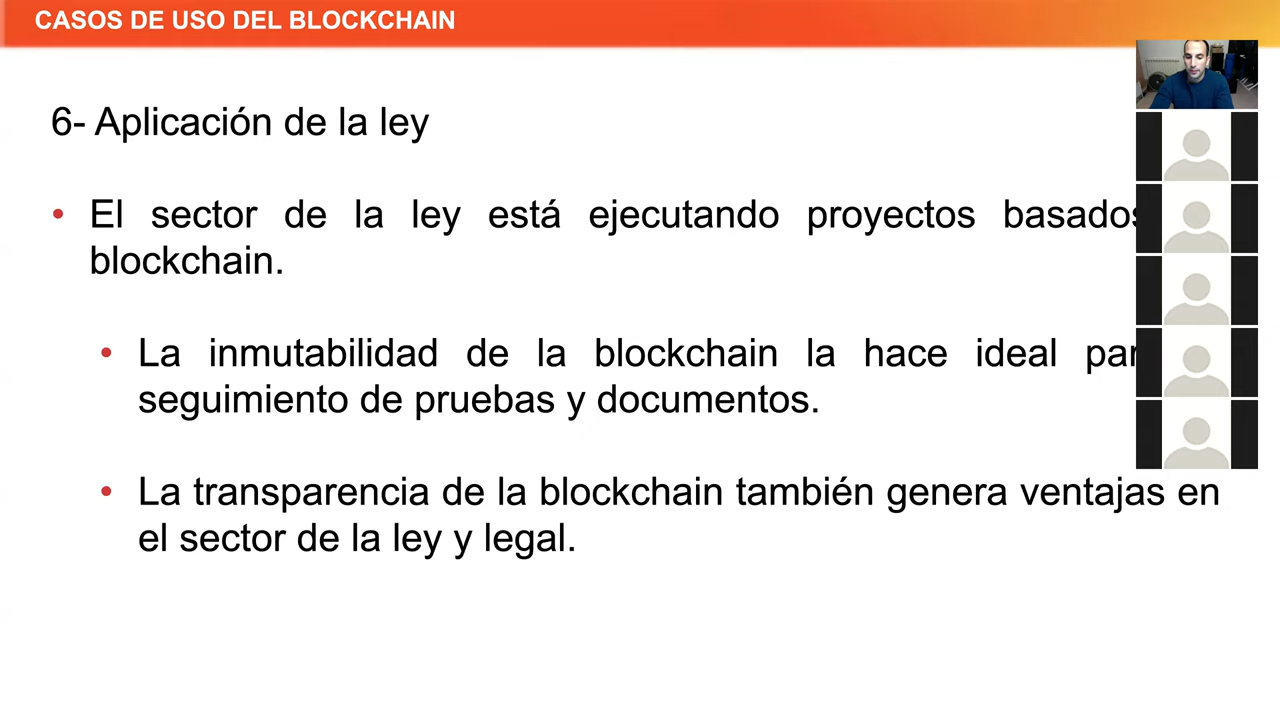 CASOS DE USO DEL BLOCKCHAIN
6- Aplicación de la ley
• El sector de la ley está ejecutando proyectos basados
blockchain.
• La inmutabilidad de la blockchain la hace ideal
seguimiento de pruebas y documentos.
• La transparencia de la blockchain también genera ventajas en
el sector de la ley y legal.